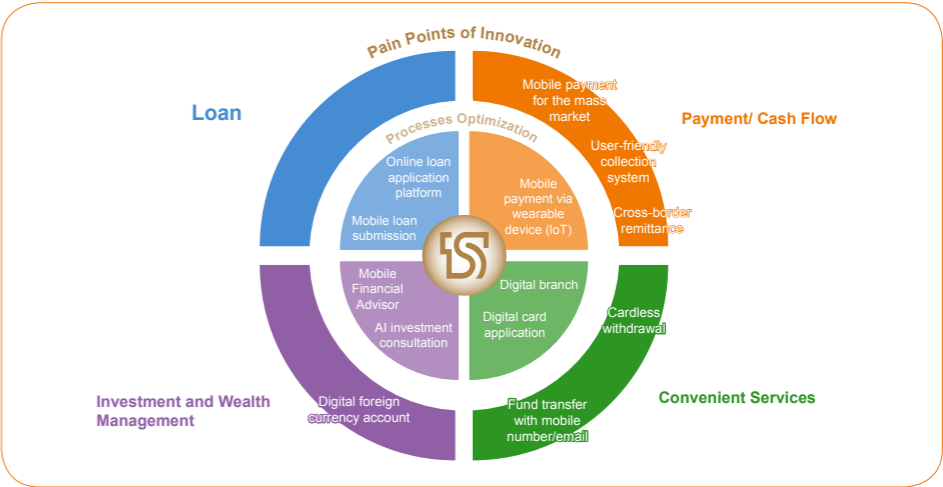 Pain Points of Innovation
Loan
Processes Optimization
Online loan
application
platform
Mobile loan
submission
Mobile payment
for the mass
market
Payment/ Cash Flow
User-friendly
collection
system
Mobile
payment via
wearable
device (IoT)
Cross-border
remittance
Mobile
Financial
Advisor
AI investment
consultation
Digital branch
Digital card
application
Cardless
withdrawal
Investment and Wealth
Management
Digital foreign
currency account
Fund transfer
with mobile
number/email
Convenient Services